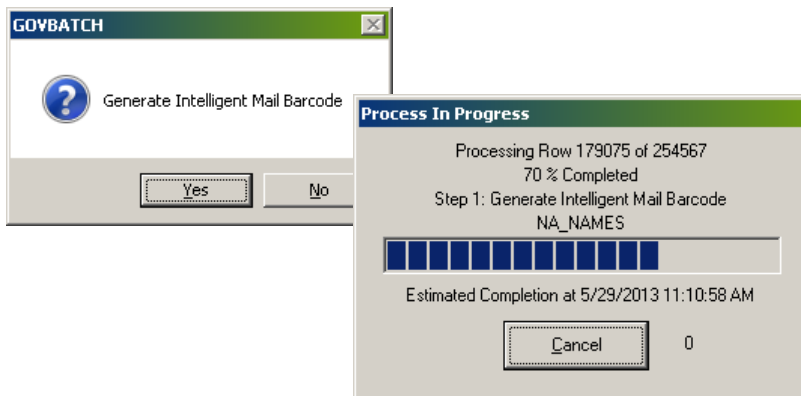 GOVBATCH
Generate Intelligent Mail Barcode
Yes
No
Process In Progress
Processing Row 179075 of 254567
70 % Completed
Step 1: Generate Intelligent Mail Barcode
NA_NAMES
Estimated Completion at 5/29/2013 11:10:58 AM
Cancel
0